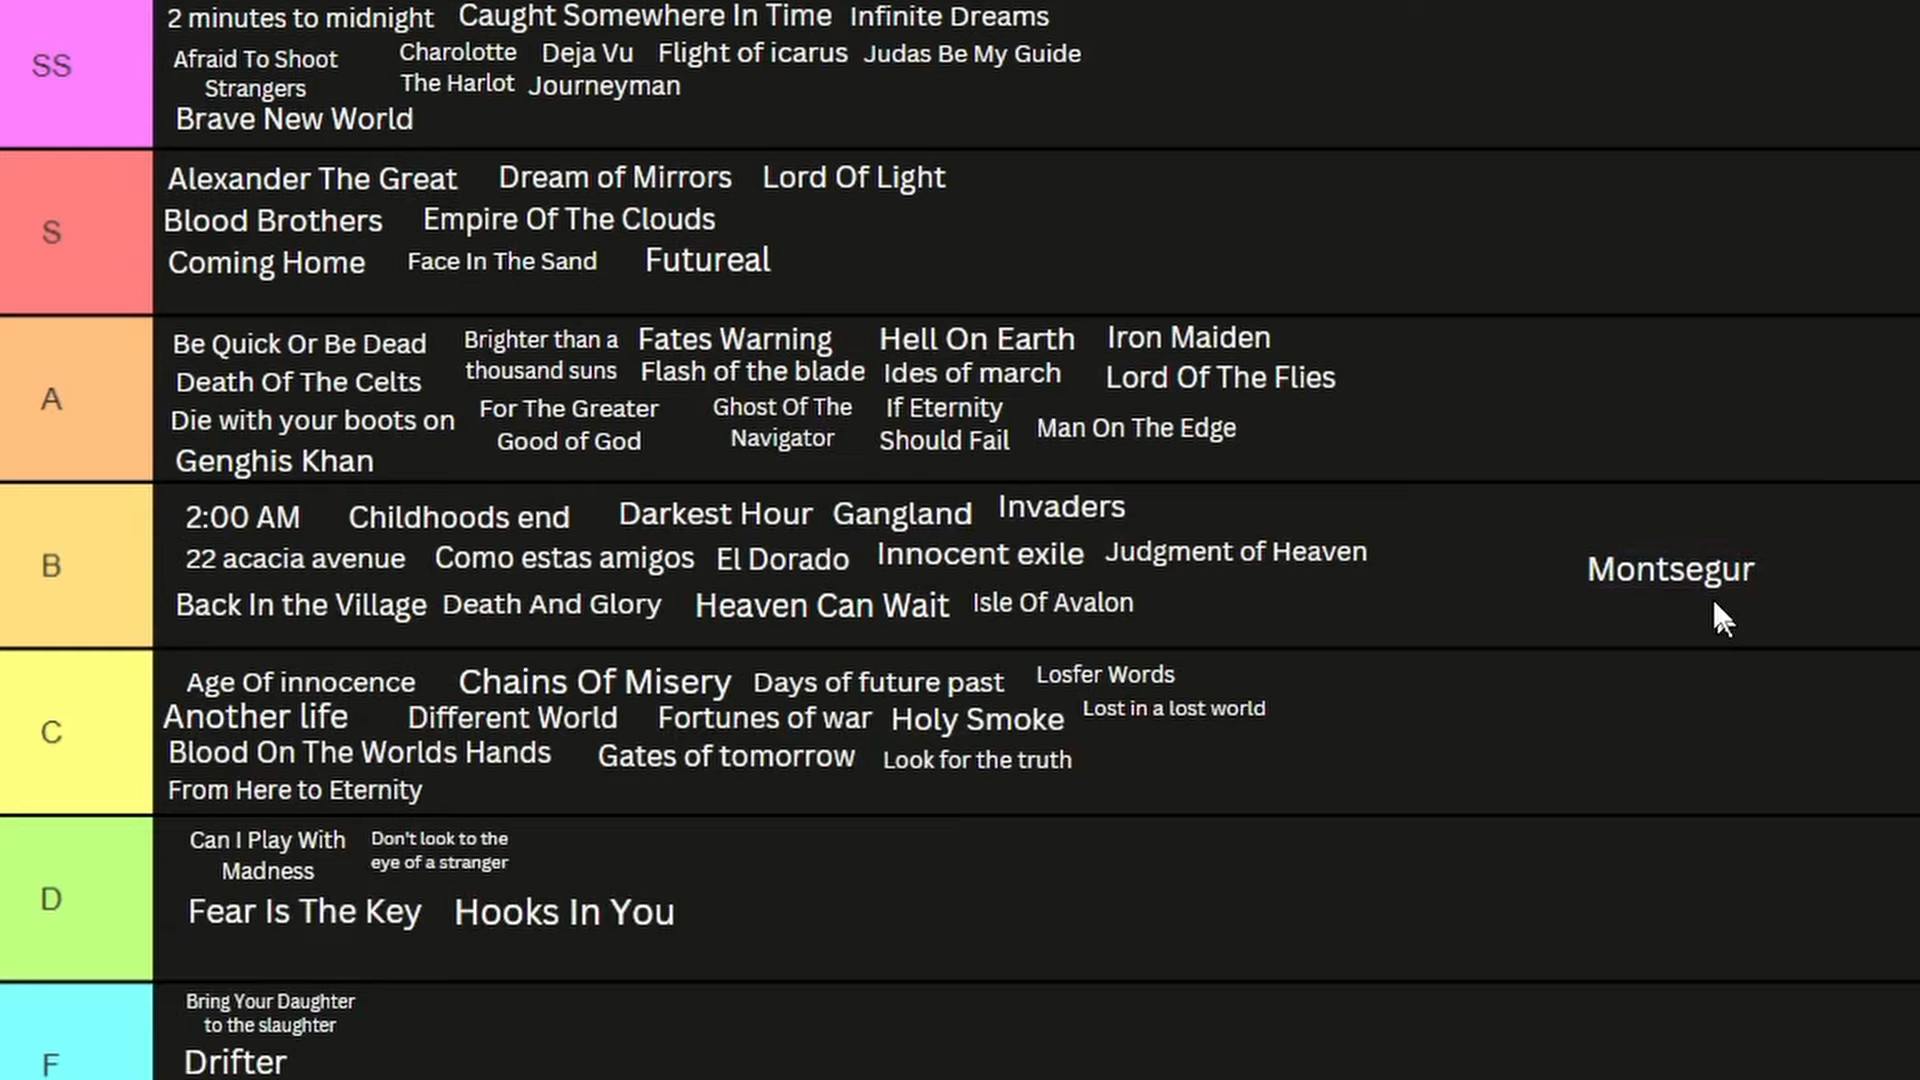 SS
2 minutes to midnight
Caught Somewhere In Time
Infinite Dreams
Afraid To Shoot
Strangers
Charolotte
The Harlot
Deja Vu
Flight of icarus
Judas Be My Guide
Journeyman
Brave New World
S
Alexander The Great
Dream of Mirrors
Lord Of Light
Blood Brothers
Empire Of The Clouds
Coming Home
Face In The Sand
Futureal
A
Be Quick Or Be Dead
Brighter than a
thousand suns
Fates Warning
Hell On Earth
Iron Maiden
Death Of The Celts
Flash of the blade
Ides of march
Lord Of The Flies
Die with your boots on
For The Greater
Good of God
Ghost Of The
Navigator
If Eternity
Should Fail
Man On The Edge
Genghis Khan
B
2:00 AM
Childhoods end
Darkest Hour
Gangland
Invaders
22 acacia avenue
Como estas amigos
El Dorado
Innocent exile
Judgment of Heaven
Montsegur
Back In the Village
Death And Glory
Heaven Can Wait
Isle Of Avalon
C
Age Of innocence
Chains Of Misery
Days of future past
Losfer Words
Another life
Different World
Fortunes of war
Holy Smoke
Lost in a lost world
Blood On The Worlds Hands
Gates of tomorrow
Look for the truth
From Here to Eternity
D
Can I Play With
Madness
Don't look to the
eye of a stranger
Fear Is The Key
Hooks In You
F
Bring Your Daughter
to the slaughter
Drifter